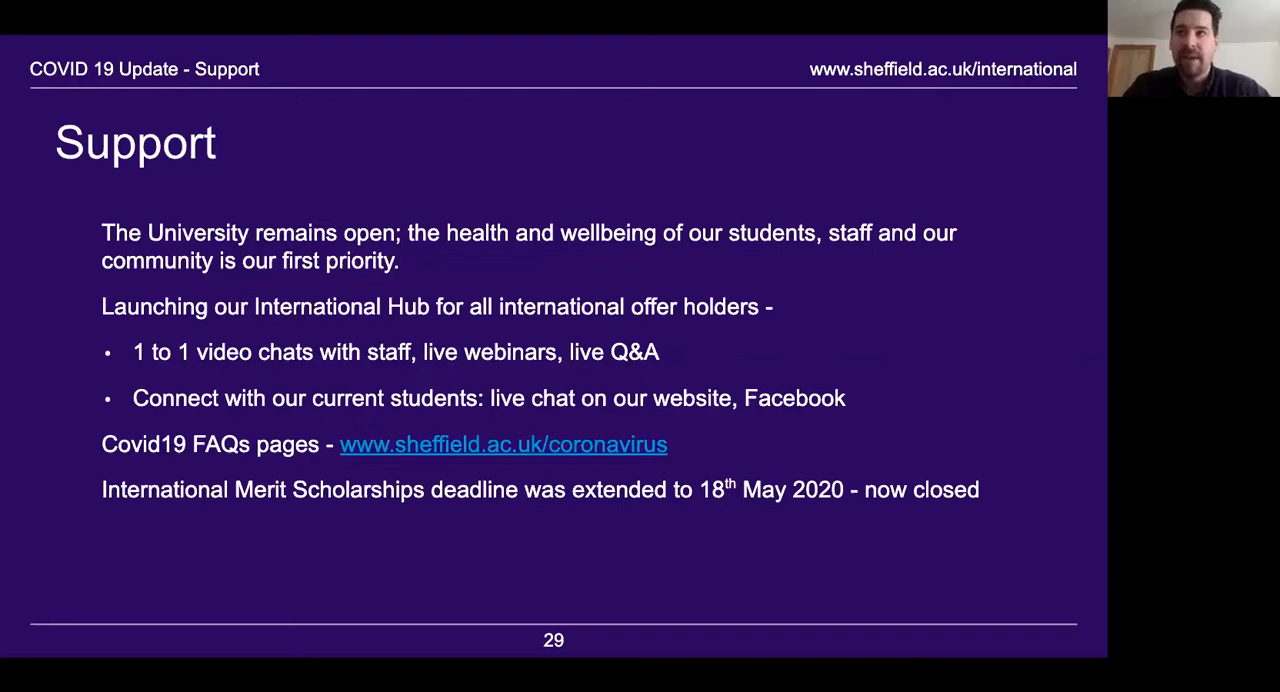 COVID 19 Update - Support
www.sheffield.ac.uk/international
Support
The University remains open; the health and wellbeing of our students, staff and our
community is our first priority.
Launching our International Hub for all international offer holders -
• 1 to 1 video chats with staff, live webinars, live Q&A
• Connect with our current students: live chat on our website, Facebook
Covid19 FAQs pages - www.sheffield.ac.uk/coronavirus
International Merit Scholarships deadline was extended to 18th May 2020 - now closed
29